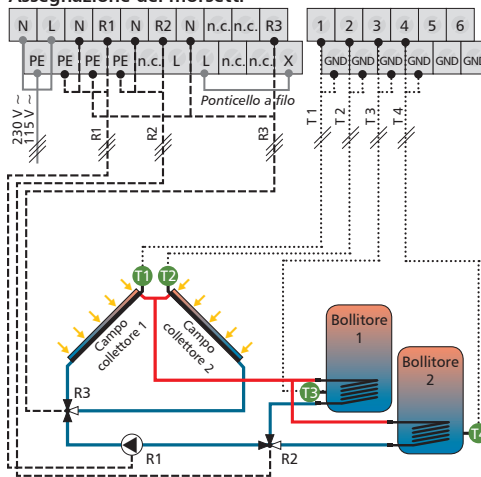 Assegnazione dei morsetti
N L N R1 N R2 N n.c. n.c. R3
PE PE PE PE n.c. L L n.c. n.c. X
1 2 3 4 5 6
GND GND GND GND GND GND
230 V ~
115 V ~
Ponticello a filo
R1
R2
R3
T 1
T 2
T 3
T 4
T1
T2
Campo
collettore 1
Campo
collettore 2
Bollitore
1
Bollitore
2
T3
T4
R3
R1
R2